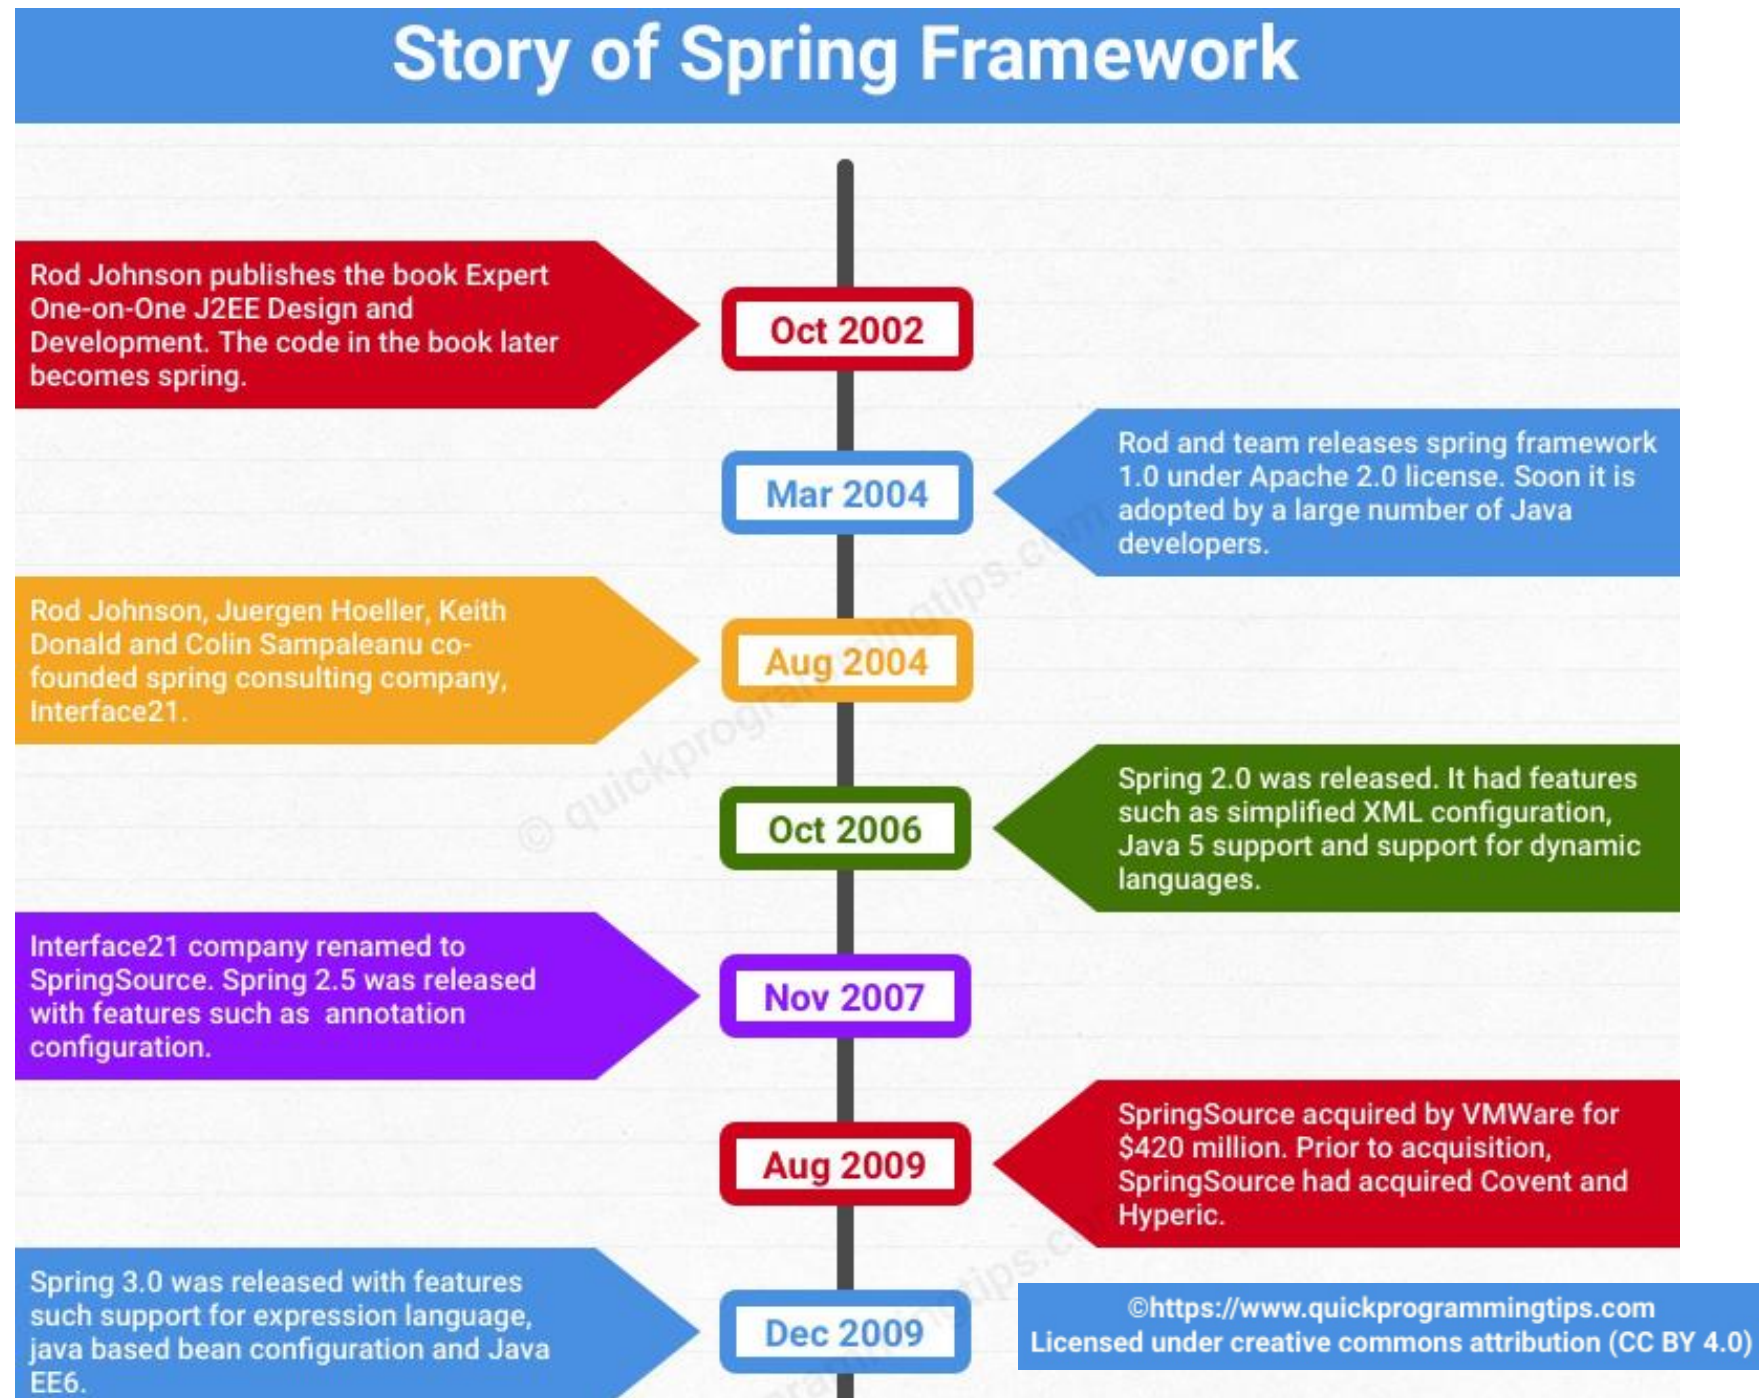 Story of Spring Framework
Rod Johnson publishes the book Expert
One-on-One J2EE Design and
Development. The code in the book later
becomes spring.
Oct 2002
Rod and team releases spring framework
1.0 under Apache 2.0 license. Soon it is
adopted by a large number of Java
developers.
Mar 2004
Rod Johnson, Juergen Hoeller, Keith
Donald and Colin Sampaleanu co-
founded spring consulting company,
Interface21.
Aug 2004
© quickprogrammingtips.com
Spring 2.0 was released. It had features
such as simplified XML configuration,
Java 5 support and support for dynamic
languages.
Oct 2006
Interface21 company renamed to
SpringSource. Spring 2.5 was released
with features such as  annotation
configuration.
Nov 2007
SpringSource acquired by VMWare for
$420 million. Prior to acquisition,
SpringSource had acquired Covent and
Hyperic.
Aug 2009
Spring 3.0 was released with features
such support for expression language,
java based bean configuration and Java
EE6.
Dec 2009
©https://www.quickprogrammingtips.com
Licensed under creative commons attribution (CC BY 4.0)